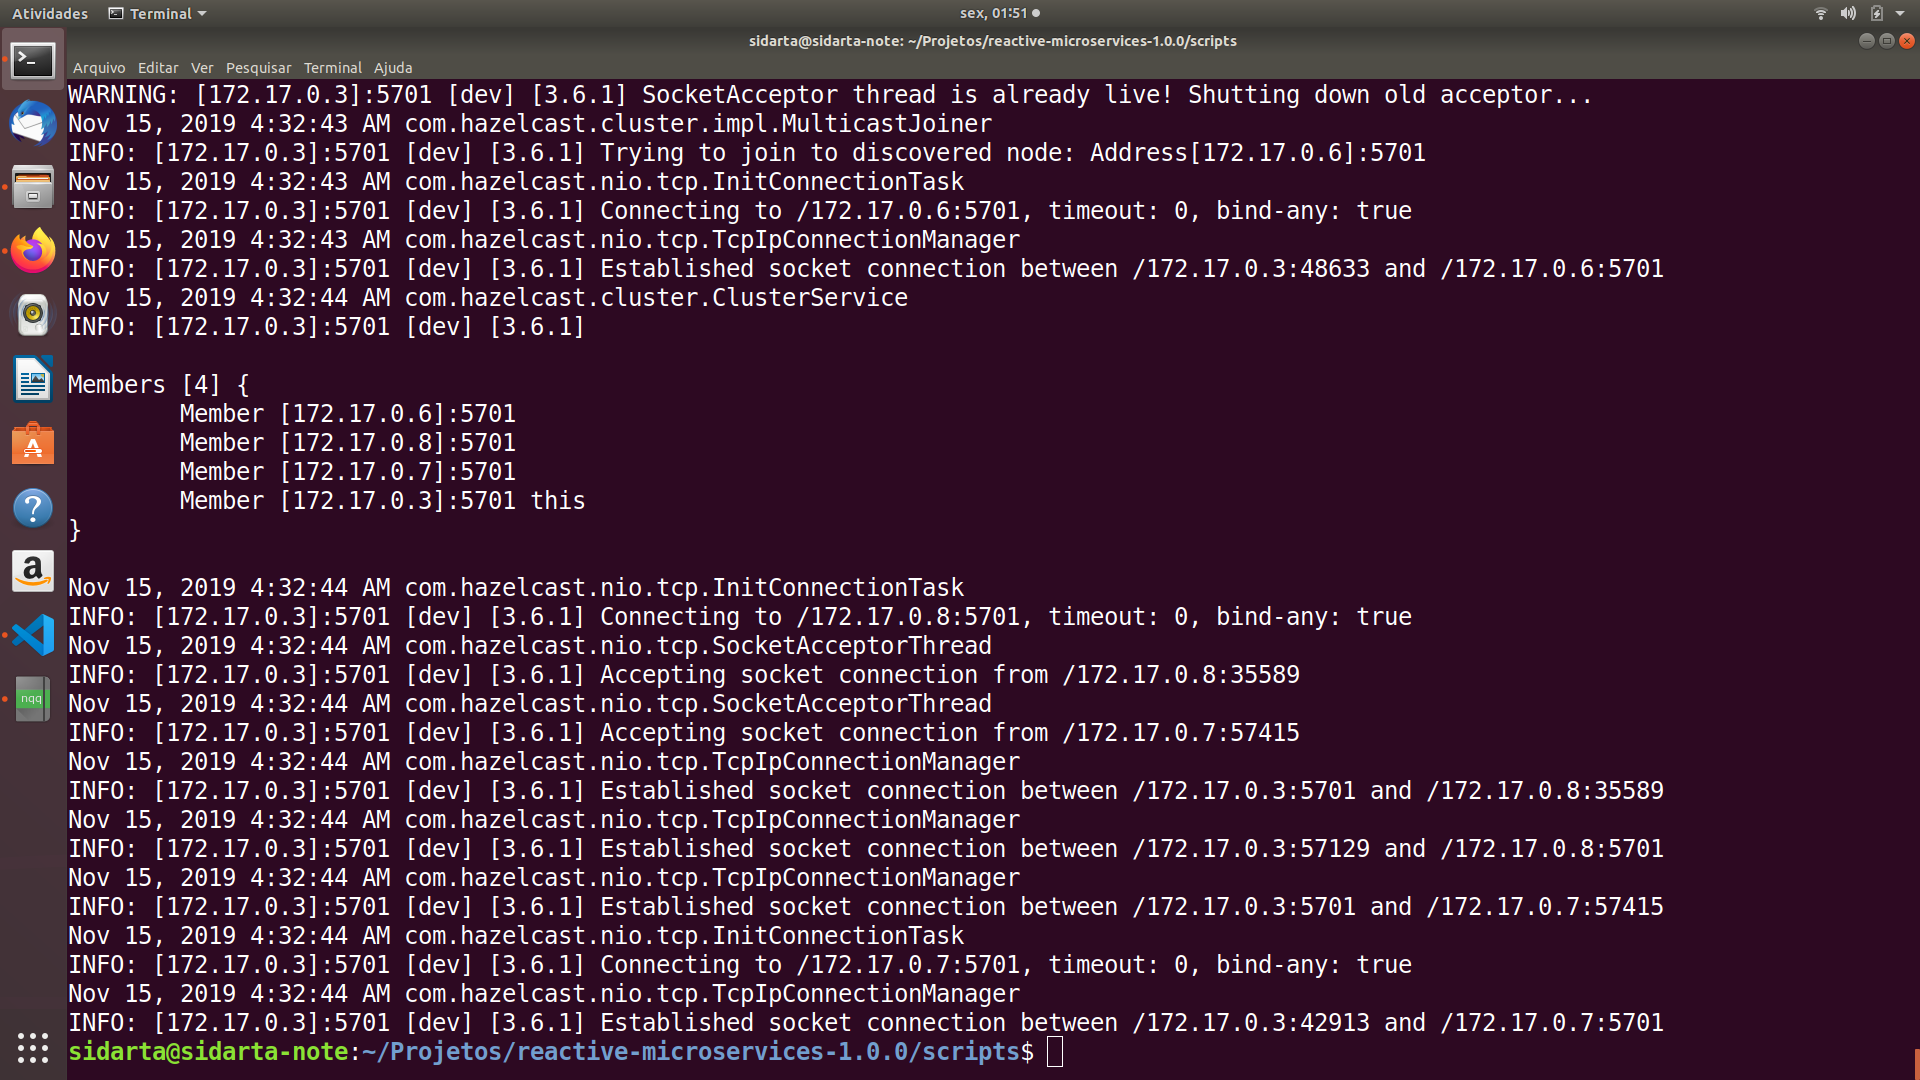 Atividades Terminal sex, 01:51
sidarta@sidarta-note: ~/Projetos/reactive-microservices-1.0.0/scripts
Arquivo Editar Ver Pesquisar Terminal Ajuda
WARNING: [172.17.0.3]:5701 [dev] [3.6.1] SocketAcceptor thread is already live! Shutting down old acceptor...
Nov 15, 2019 4:32:43 AM com.hazelcast.cluster.impl.MulticastJoiner
INFO: [172.17.0.3]:5701 [dev] [3.6.1] Trying to join to discovered node: Address[172.17.0.6]:5701
Nov 15, 2019 4:32:43 AM com.hazelcast.nio.tcp.InitConnectionTask
INFO: [172.17.0.3]:5701 [dev] [3.6.1] Connecting to /172.17.0.6:5701, timeout: 0, bind-any: true
Nov 15, 2019 4:32:43 AM com.hazelcast.nio.tcp.TcpIpConnectionManager
INFO: [172.17.0.3]:5701 [dev] [3.6.1] Established socket connection between /172.17.0.3:48633 and /172.17.0.6:5701
Nov 15, 2019 4:32:44 AM com.hazelcast.cluster.ClusterService
INFO: [172.17.0.3]:5701 [dev] [3.6.1]
Members [4] {
Member [172.17.0.6]:5701
Member [172.17.0.8]:5701
Member [172.17.0.7]:5701
Member [172.17.0.3]:5701 this
}
Nov 15, 2019 4:32:44 AM com.hazelcast.nio.tcp.InitConnectionTask
INFO: [172.17.0.3]:5701 [dev] [3.6.1] Connecting to /172.17.0.8:5701, timeout: 0, bind-any: true
Nov 15, 2019 4:32:44 AM com.hazelcast.nio.tcp.SocketAcceptorThread
INFO: [172.17.0.3]:5701 [dev] [3.6.1] Accepting socket connection from /172.17.0.8:35589
Nov 15, 2019 4:32:44 AM com.hazelcast.nio.tcp.SocketAcceptorThread
INFO: [172.17.0.3]:5701 [dev] [3.6.1] Accepting socket connection from /172.17.0.7:57415
Nov 15, 2019 4:32:44 AM com.hazelcast.nio.tcp.TcpIpConnectionManager
INFO: [172.17.0.3]:5701 [dev] [3.6.1] Established socket connection between /172.17.0.3:5701 and /172.17.0.8:35589
Nov 15, 2019 4:32:44 AM com.hazelcast.nio.tcp.TcpIpConnectionManager
INFO: [172.17.0.3]:5701 [dev] [3.6.1] Established socket connection between /172.17.0.3:57129 and /172.17.0.8:5701
Nov 15, 2019 4:32:44 AM com.hazelcast.nio.tcp.TcpIpConnectionManager
INFO: [172.17.0.3]:5701 [dev] [3.6.1] Established socket connection between /172.17.0.3:5701 and /172.17.0.7:57415
Nov 15, 2019 4:32:44 AM com.hazelcast.nio.tcp.InitConnectionTask
INFO: [172.17.0.3]:5701 [dev] [3.6.1] Connecting to /172.17.0.7:5701, timeout: 0, bind-any: true
Nov 15, 2019 4:32:44 AM com.hazelcast.nio.tcp.TcpIpConnectionManager
INFO: [172.17.0.3]:5701 [dev] [3.6.1] Established socket connection between /172.17.0.3:42913 and /172.17.0.7:5701
sidarta@sidarta-note:~/Projetos/reactive-microservices-1.0.0/scripts$
nqq